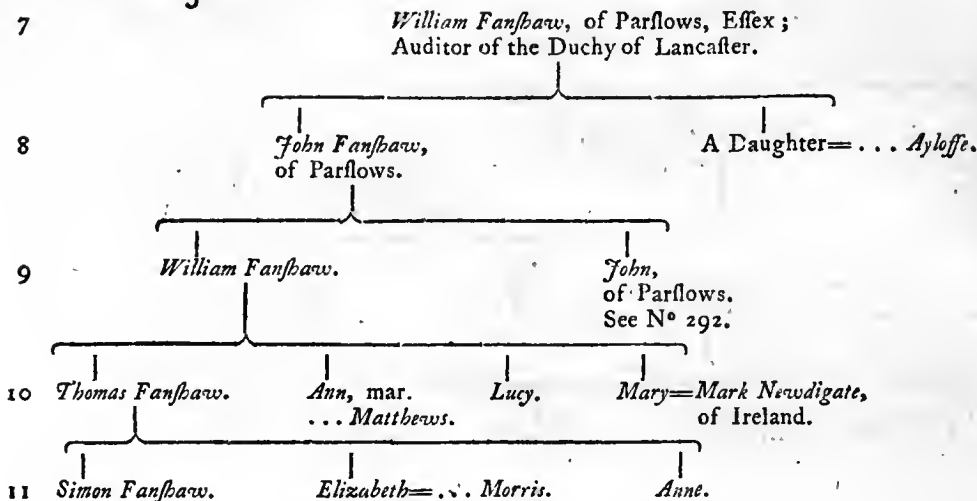 7 William Fanſhaw, of Parſlows, Eſſex ;
Auditor of the Duchy of Lancaſter.
8 John Fanſhaw, A Daughter= ... Ayloffe.
of Parſlows.
9 William Fanſhaw. John,
of Parſlows.
See Nº 292.
10 Thomas Fanſhaw. Ann, mar. Lucy. Mary=Mark Newdigate,
... Matthews. of Ireland.
11 Simon Fanſhaw. Elizabeth= ... Morris. Anne.